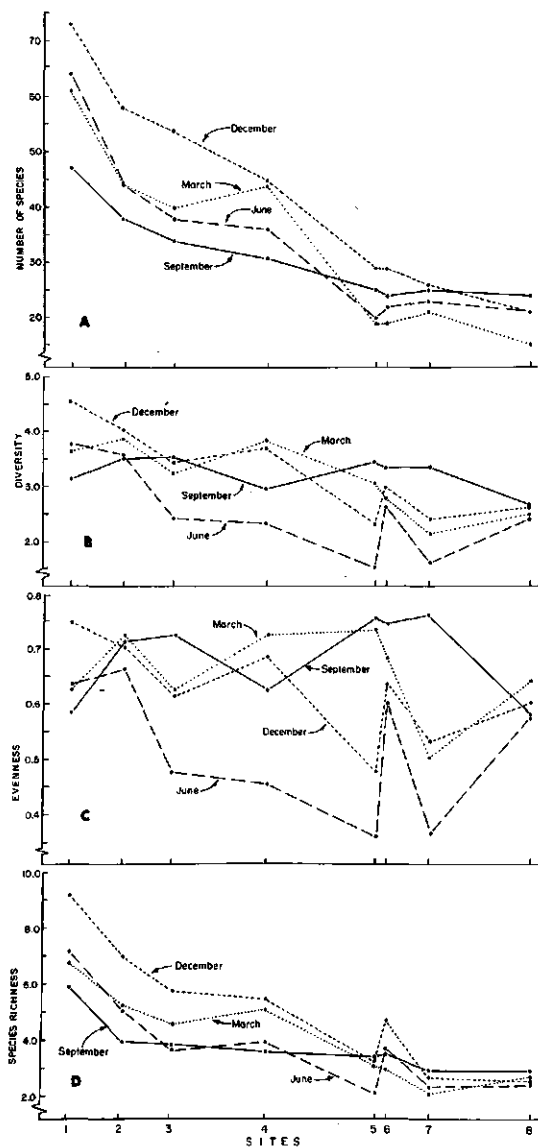 70
50
30
20
NUMBER OF SPECIES
December
March
June
September
A
5.0
4.0
3.0
2.0
DIVERSITY
December
March
September
June
B
0.8
0.7
0.6
0.5
0.4
EVENNESS
March
September
December
June
C
10.0
8.0
6.0
4.0
2.0
SPECIES RICHNESS
December
March
September
June
D
1 2 3 4 5 6 7 8
SITES